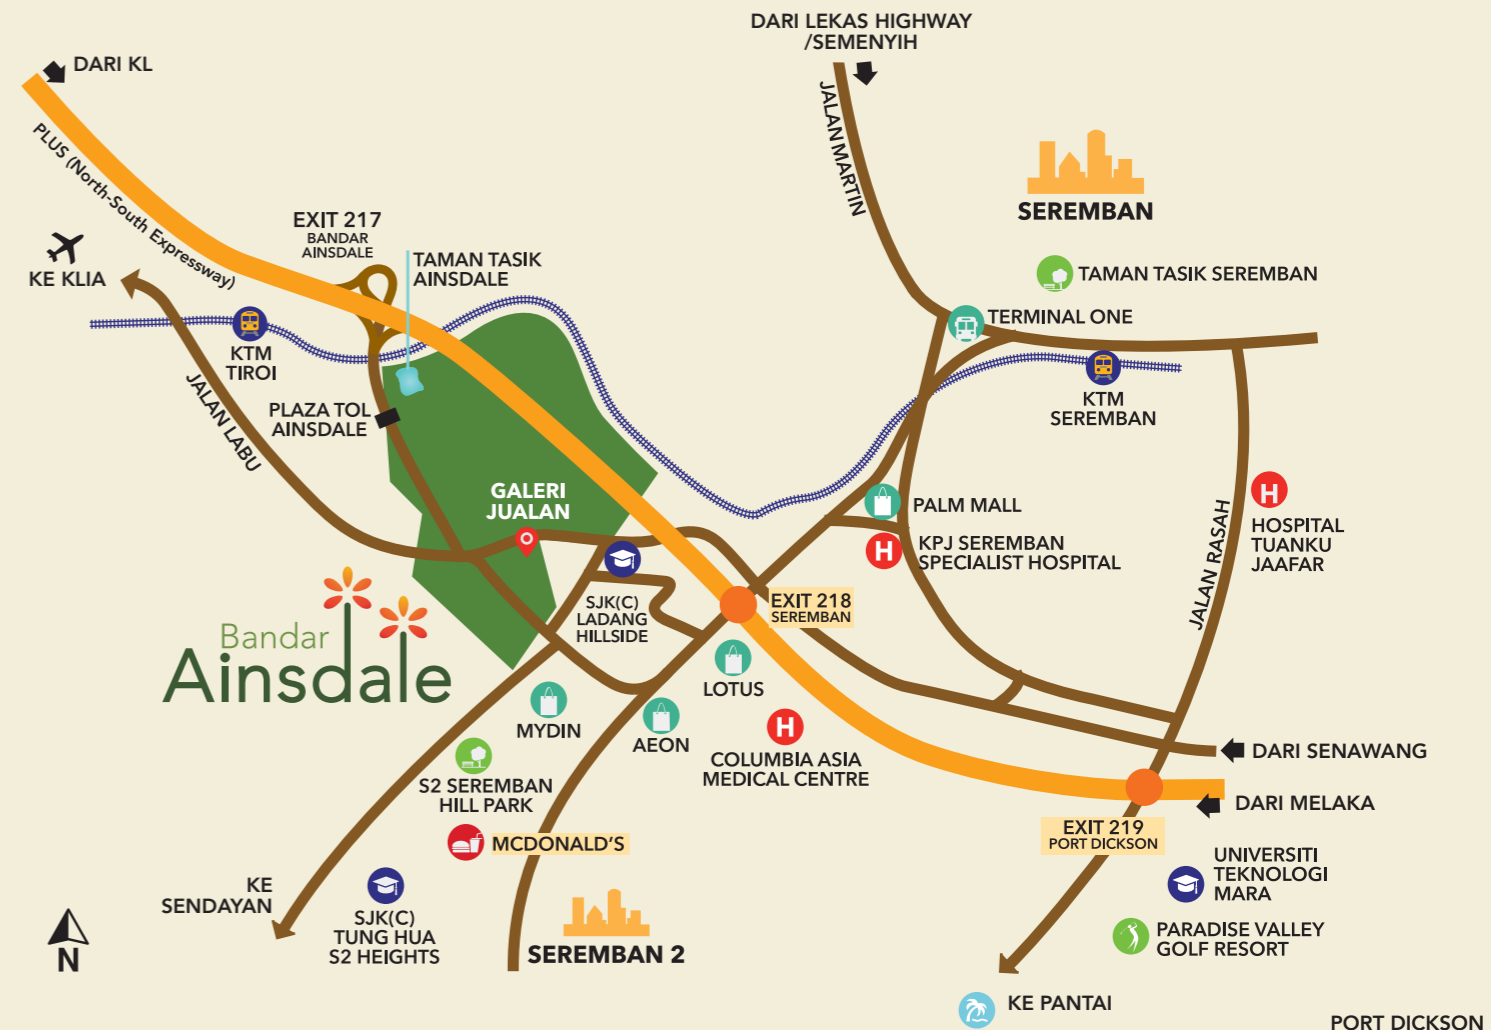 DARI LEKAS HIGHWAY
/SEMENYIH
DARI KL
JALAN MARTIN
PLUS (North-South Expressway)
SEREMBAN
EXIT 217
BANDAR
AINSDALE
TAMAN TASIK
AINSDALE
KE KLIA
TAMAN TASIK SEREMBAN
TERMINAL ONE
KTM
TIROI
KTM
SEREMBAN
JALAN LABU
PLAZA TOL
AINSDALE
GALERI
JUALAN
PALM MALL
KPJ SEREMBAN
SPECIALIST HOSPITAL
H
H
HOSPITAL
TUANKU
JAAFAR
JALAN RASAH
SJK(C)
LADANG
HILLSIDE
EXIT 218
SEREMBAN
Bandar
Ainsdale
LOTUS
MYDIN
AEON
H
COLUMBIA ASIA
MEDICAL CENTRE
DARI SENAWANG
S2 SEREMBAN
HILL PARK
DARI MELAKA
MCDONALD'S
EXIT 219
PORT DICKSON
UNIVERSITI
TEKNOLOGI
MARA
KE
SENDAYAN
SJK(C)
TUNG HUA
S2 HEIGHTS
SEREMBAN 2
PARADISE VALLEY
GOLF RESORT
N
KE PANTAI
PORT DICKSON